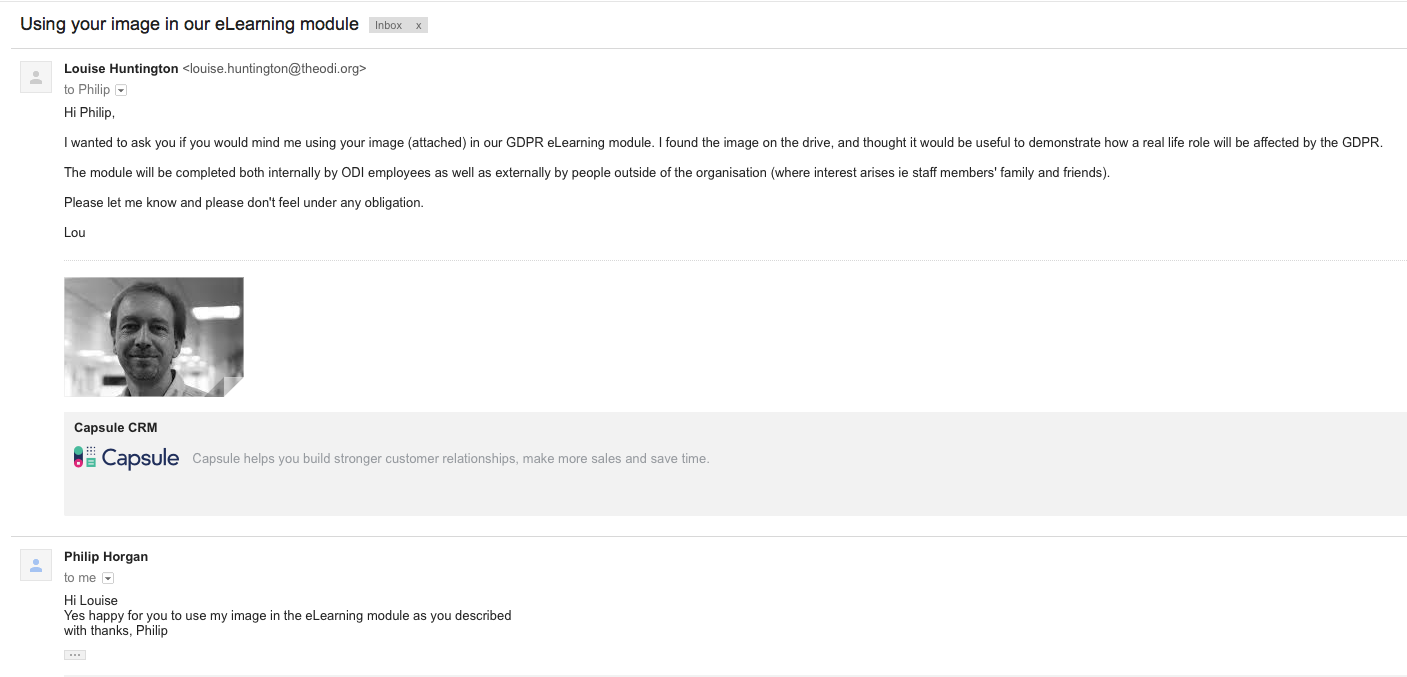 Using your image in our eLearning module Inbox x
Louise Huntington <louise.huntington@theodi.org>
to Philip
Hi Philip,
I wanted to ask you if you would mind me using your image (attached) in our GDPR eLearning module. I found the image on the drive, and thought it would be useful to demonstrate how a real life role will be affected by the GDPR.
The module will be completed both internally by ODI employees as well as externally by people outside of the organisation (where interest arises ie staff members' family and friends).
Please let me know and please don't feel under any obligation.
Lou
Capsule CRM
Capsule Capsule helps you build stronger customer relationships, make more sales and save time.
Philip Horgan
to me
Hi Louise
Yes happy for you to use my image in the eLearning module as you described
with thanks, Philip